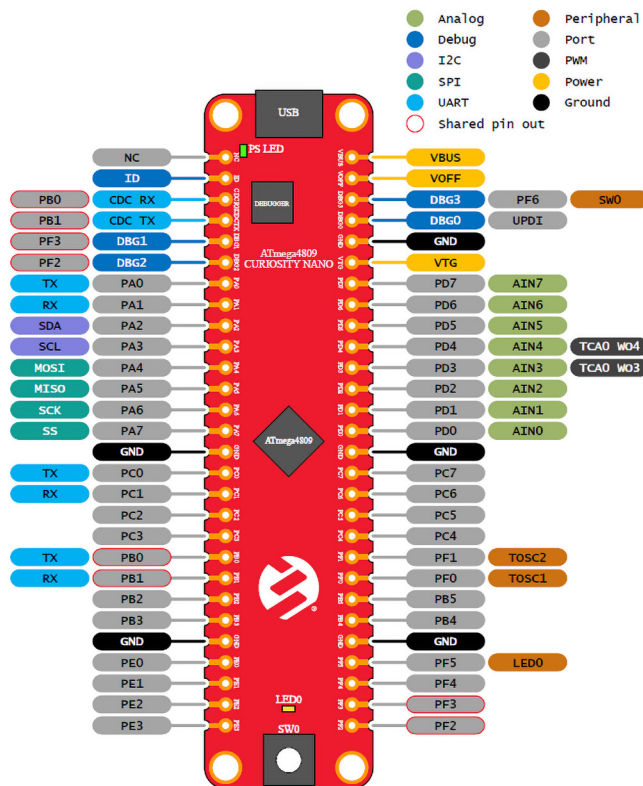 Analog Peripheral
Debug Port
I2C PWM
SPI Power
UART Ground
Shared pin out
USB
PS LED
DEBUGGER
ATmega4809
CURIOSITY NANO
ATmega4809
®
LED0
SW0
NC VBUS
ID VOFF
PB0 CDC RX DBG3 PF6 SW0
PB1 CDC TX DBG0 UPDI
PF3 DBG1 GND
PF2 DBG2 VTG
TX PA0 PD7 AIN7
RX PA1 PD6 AIN6
SDA PA2 PD5 AIN5
SCL PA3 PD4 AIN4 TCA0 WO4
MOSI PA4 PD3 AIN3 TCA0 WO3
MISO PA5 PD2 AIN2
SCK PA6 PD1 AIN1
SS PA7 PD0 AIN0
GND GND
TX PC0 PC7
RX PC1 PC6
PC2 PC5
PC3 PC4
TX PB0 PF1 TOSC2
RX PB1 PF0 TOSC1
PB2 PB5
PB3 PB4
GND GND
PE0 PF5 LED0
PE1 PF4
PE2 PF3
PE3 PF2